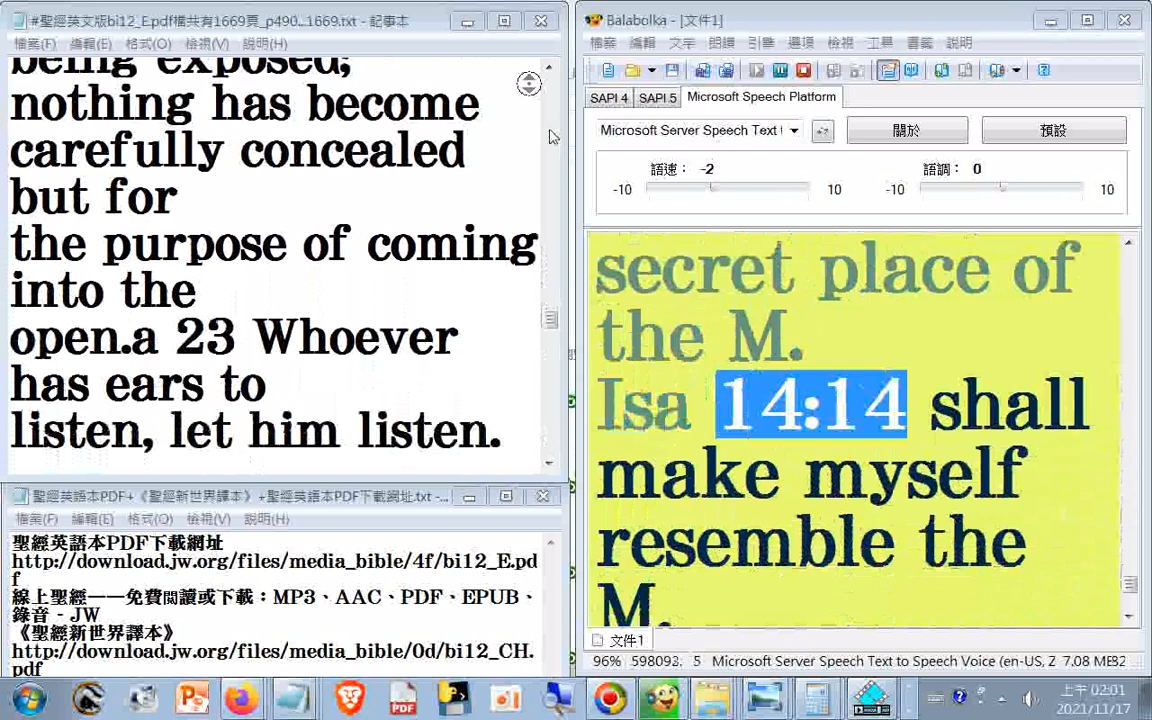 #聖經英文版bi12_E.pdf檔共有1669頁_p490...1669.txt - 記事本
檔案(F) 編輯(E) 格式(O) 檢視(V) 說明(H)
being exposed;
nothing has become
carefully concealed
but for
the purpose of coming
into the
open.a 23 Whoever
has ears to
listen, let him listen.
聖經英語本PDF+《聖經新世界譯本》+聖經英語本PDF下載網址.txt -...
檔案(F) 編輯(E) 格式(O) 檢視(V) 說明(H)
聖經英語本PDF下載網址
http://download.jw.org/files/media_bible/4f/bi12_E.pd
f
線上聖經——免費閱讀或下載：MP3、AAC、PDF、EPUB、
錄音 - JW
《聖經新世界譯本》
http://download.jw.org/files/media_bible/0d/bi12_CH.
pdf
Balabolka - [文件1]
檔案 編輯 文字 朗讀 引擎 選項 檢視 工具 書籤 說明
SAPI 4 SAPI 5 Microsoft Speech Platform
Microsoft Server Speech Text 關於 預設
語速： -2 語調： 0
-10 10 -10 10
secret place of
the M.
Isa 14:14 shall
make myself
resemble the
M.
文件1
96% 598093, 5 Microsoft Server Speech Text to Speech Voice (en-US, Z 7.08 MB
PDF
上午 02:01
2021/11/17